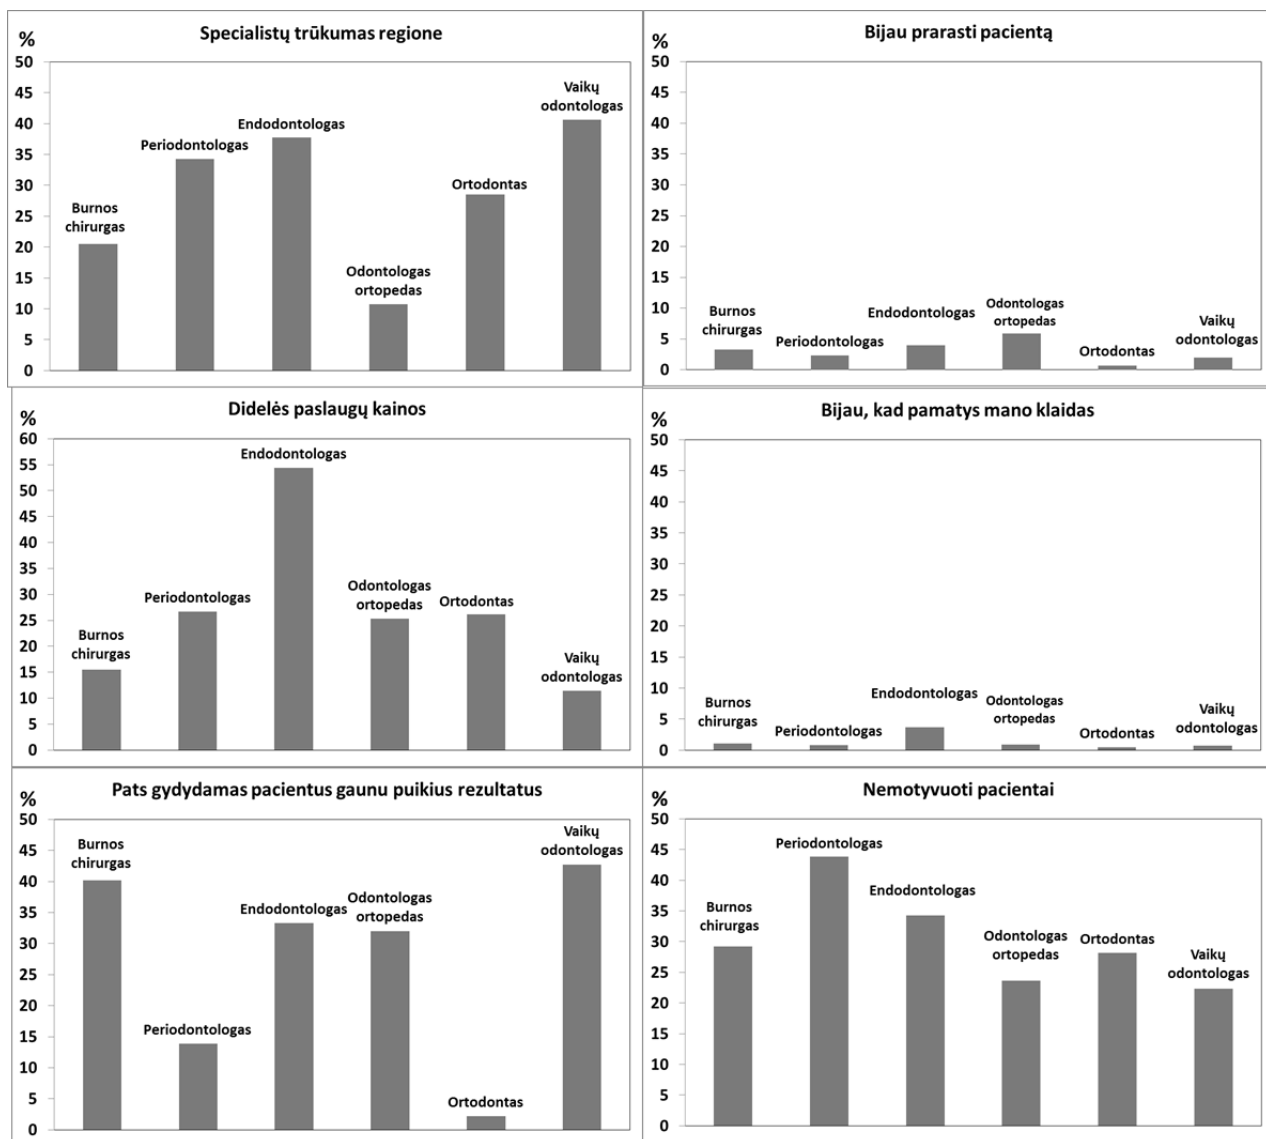 Specialistų trūkumas regione
%
50
45
40
35
30
25
20
15
10
5
0
Burnos
chirurgas
Periodontologas
Endodontologas
Odontologas
ortopedas
Ortodontas
Vaikų
odontologas
Bijau prarasti pacientą
%
50
45
40
35
30
25
20
15
10
5
0
Burnos
chirurgas
Periodontologas
Endodontologas
Odontologas
ortopedas
Ortodontas
Vaikų
odontologas
Didelės paslaugų kainos
%
60
55
50
45
40
35
30
25
20
15
10
5
0
Burnos
chirurgas
Periodontologas
Endodontologas
Odontologas
ortopedas
Ortodontas
Vaikų
odontologas
Bijau, kad pamatys mano klaidas
%
50
45
40
35
30
25
20
15
10
5
0
Burnos
chirurgas
Periodontologas
Endodontologas
Odontologas
ortopedas
Ortodontas
Vaikų
odontologas
Pats gydydamas pacientus gaunu puikius rezultatus
%
50
45
40
35
30
25
20
15
10
5
0
Burnos
chirurgas
Periodontologas
Endodontologas
Odontologas
ortopedas
Ortodontas
Vaikų
odontologas
Nemotyvuoti pacientai
%
50
45
40
35
30
25
20
15
10
5
0
Burnos
chirurgas
Periodontologas
Endodontologas
Odontologas
ortopedas
Ortodontas
Vaikų
odontologas